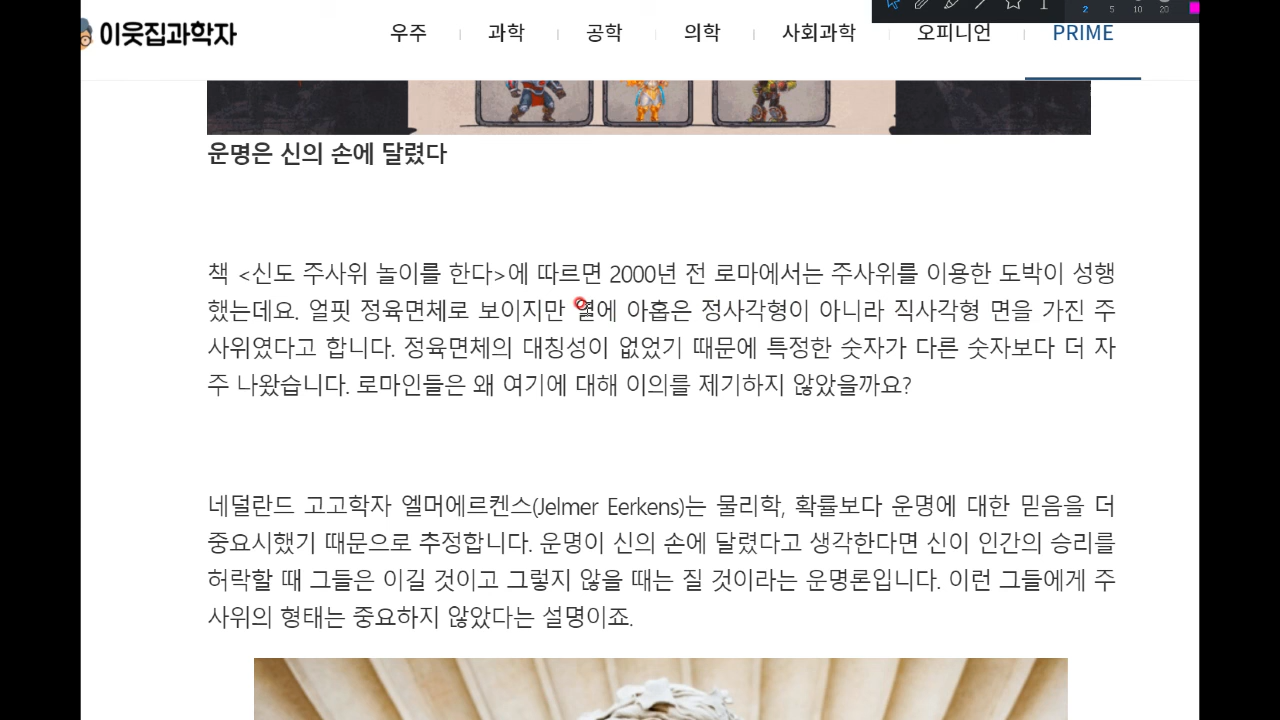 이웃집과학자
우주 과학 공학 의학 사회과학 오피니언 PRIME
2 5 10 20
운명은 신의 손에 달렸다
책 <신도 주사위 놀이를 한다>에 따르면 2000년 전 로마에서는 주사위를 이용한 도박이 성행
했는데요. 얼핏 정육면체로 보이지만 열에 아홉은 정사각형이 아니라 직사각형 면을 가진 주
사위였다고 합니다. 정육면체의 대칭성이 없었기 때문에 특정한 숫자가 다른 숫자보다 더 자
주 나왔습니다. 로마인들은 왜 여기에 대해 이의를 제기하지 않았을까요?
네덜란드 고고학자 엘머에르켄스(Jelmer Eerkens)는 물리학, 확률보다 운명에 대한 믿음을 더
중요시했기 때문으로 추정합니다. 운명이 신의 손에 달렸다고 생각한다면 신이 인간의 승리를
허락할 때 그들은 이길 것이고 그렇지 않을 때는 질 것이라는 운명론입니다. 이런 그들에게 주
사위의 형태는 중요하지 않았다는 설명이죠.